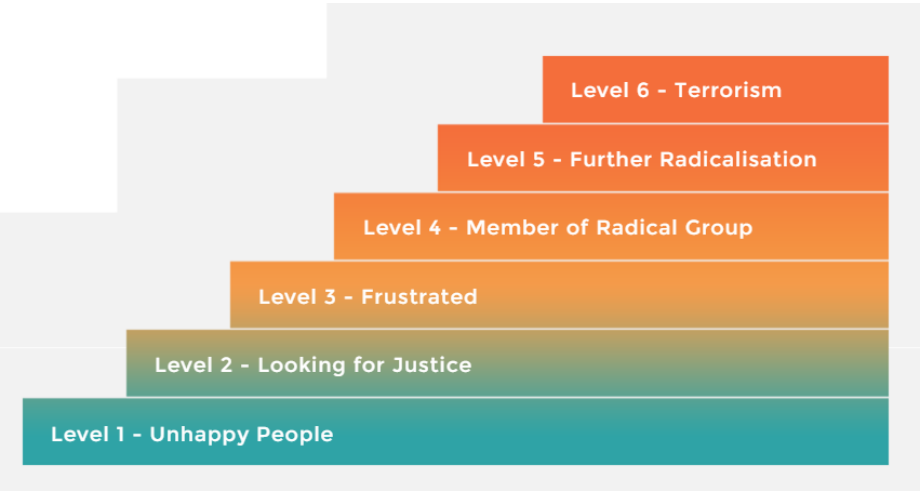 Level 6 - Terrorism
Level 5 - Further Radicalisation
Level 4 - Member of Radical Group
Level 3 - Frustrated
Level 2 - Looking for Justice
Level 1 - Unhappy People